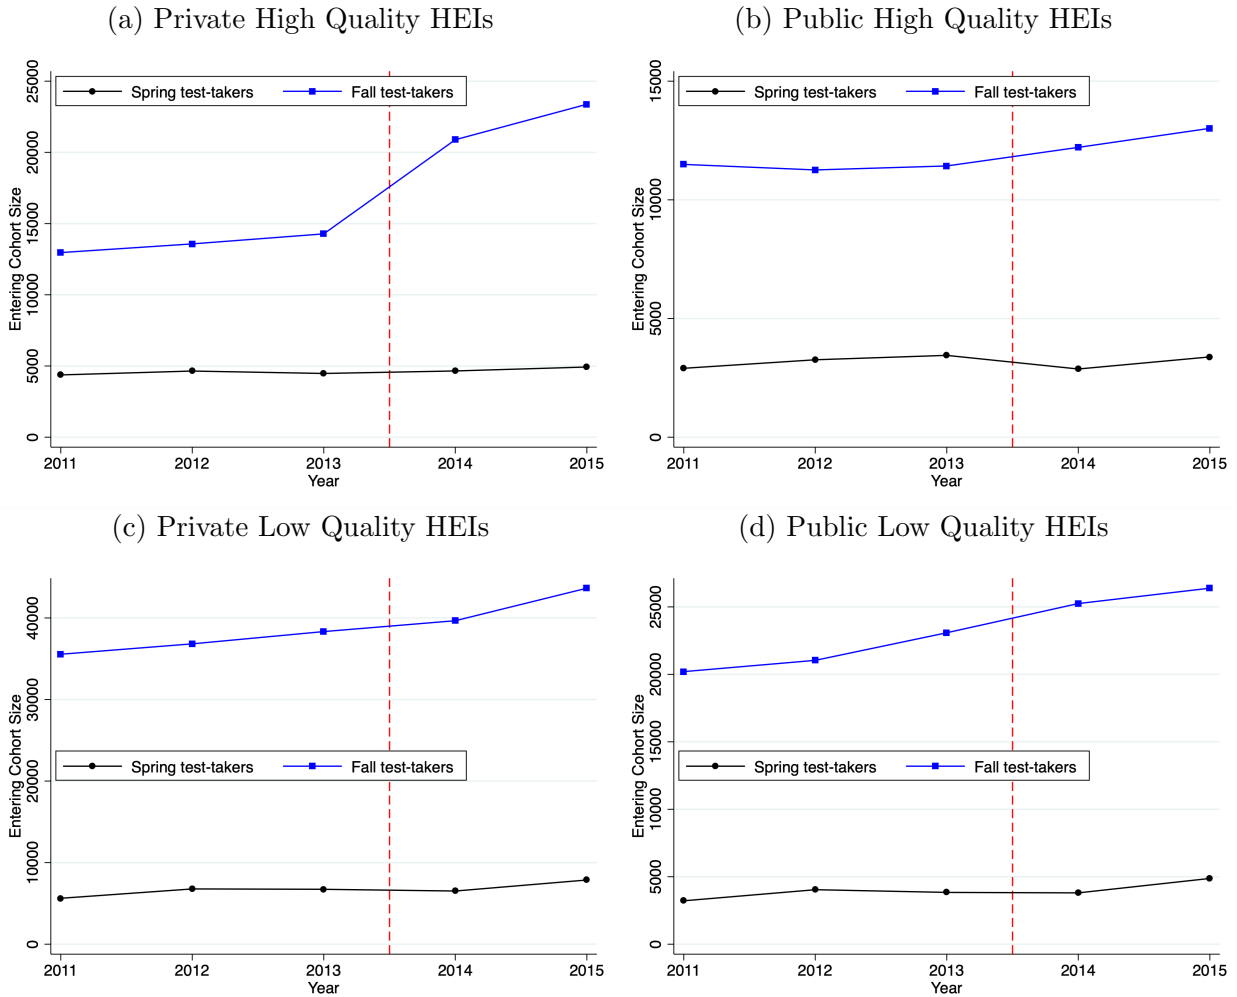 (a) Private High Quality HEIs
Entering Cohort Size
25000
20000
15000
10000
5000
0
Spring test-takers Fall test-takers
2011 2012 2013 2014 2015
Year
(b) Public High Quality HEIs
Entering Cohort Size
15000
10000
5000
0
Spring test-takers Fall test-takers
2011 2012 2013 2014 2015
Year
(c) Private Low Quality HEIs
Entering Cohort Size
40000
30000
20000
10000
0
Spring test-takers Fall test-takers
2011 2012 2013 2014 2015
Year
(d) Public Low Quality HEIs
Entering Cohort Size
25000
20000
15000
10000
5000
0
Spring test-takers Fall test-takers
2011 2012 2013 2014 2015
Year